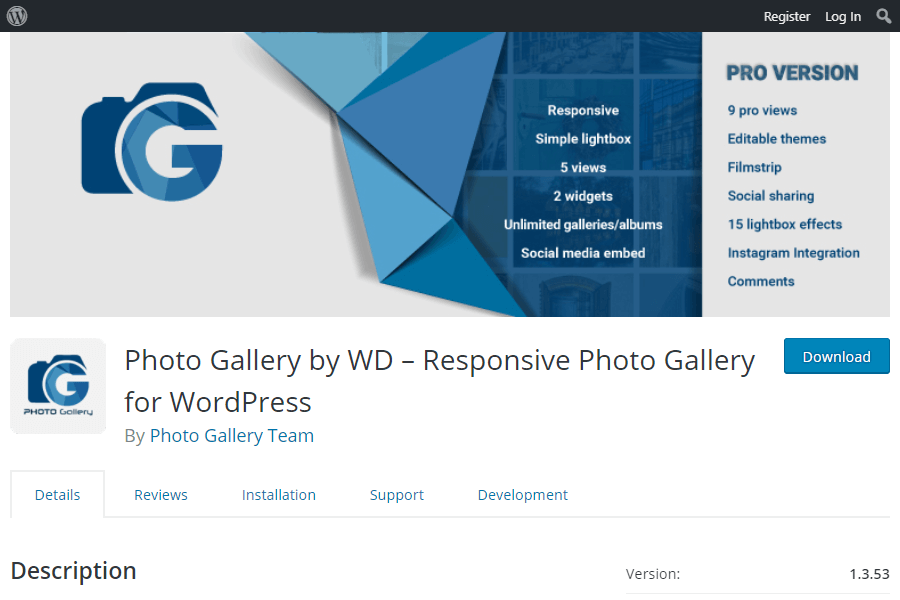 Register Log In
PRO VERSION
Responsive
Simple lightbox
5 views
2 widgets
Unlimited galleries/albums
Social media embed
9 pro views
Editable themes
Filmstrip
Social sharing
15 lightbox effects
Instagram Integration
Comments
PHOTO Gallery
Photo Gallery by WD – Responsive Photo Gallery
for WordPress
By Photo Gallery Team
Download
Details Reviews Installation Support Development
Description
Version: 1.3.53